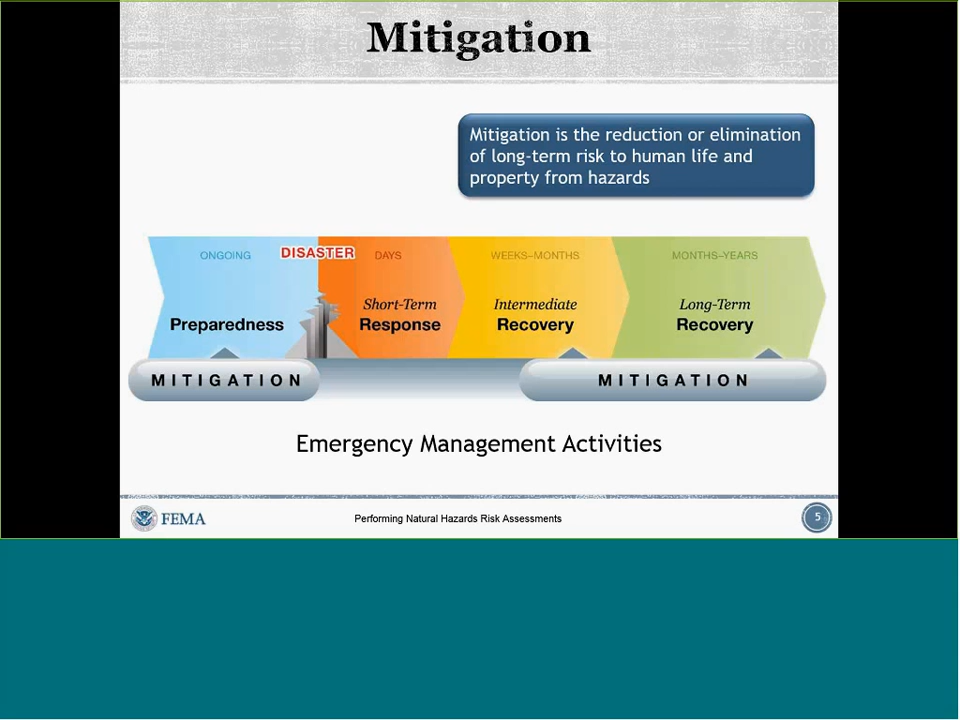 Mitigation
Mitigation is the reduction or elimination
of long-term risk to human life and
property from hazards
ONGOING
DISASTER
DAYS
WEEKS–MONTHS
MONTHS–YEARS
Preparedness
Short-Term
Response
Intermediate
Recovery
Long-Term
Recovery
MITIGATION
MITIGATION
Emergency Management Activities
FEMA
Performing Natural Hazards Risk Assessments
5